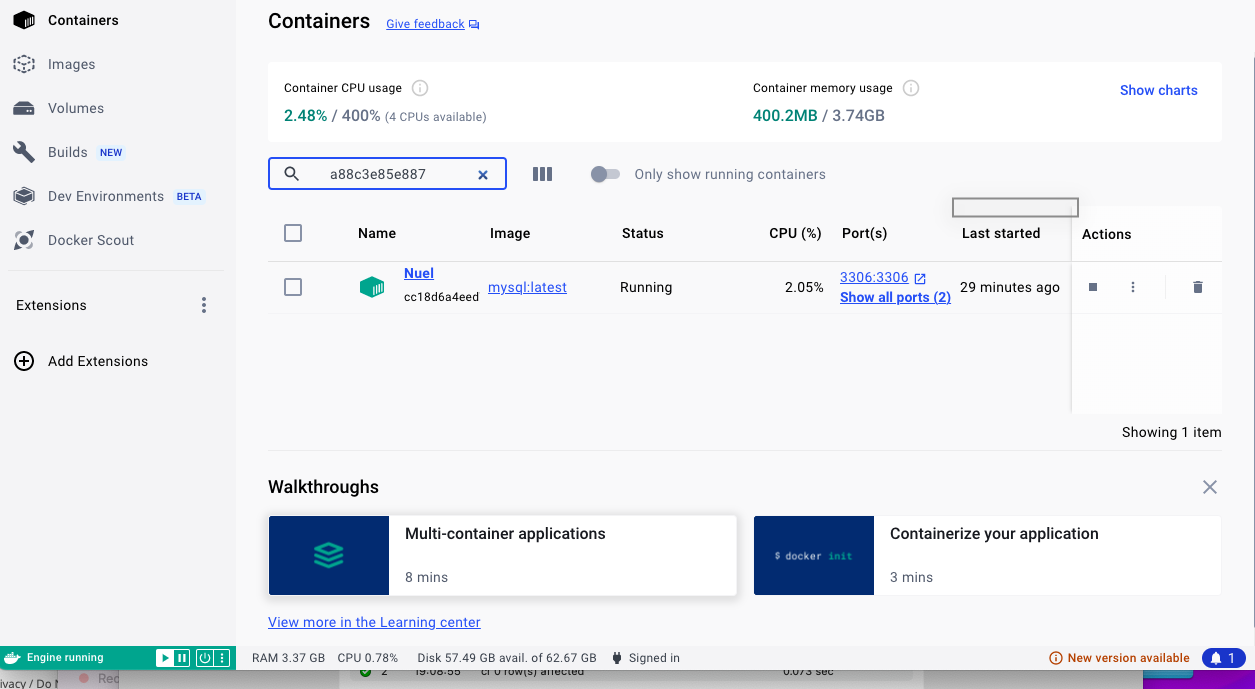 Containers
Images
Volumes
Builds NEW
Dev Environments BETA
Docker Scout
Extensions
Add Extensions
Containers Give feedback
Container CPU usage
2.48% / 400% (4 CPUs available)
Container memory usage
400.2MB / 3.74GB
Show charts
a88c3e85e887
Only show running containers
Name Image Status CPU (%) Port(s) Last started Actions
Nuel
cc18d6a4eed
mysql:latest
Running
2.05%
3306:3306
Show all ports (2)
29 minutes ago
Showing 1 item
Walkthroughs
Multi-container applications
8 mins
$ docker init
Containerize your application
3 mins
View more in the Learning center
Engine running
RAM 3.37 GB CPU 0.78% Disk 57.49 GB avail. of 62.67 GB Signed in
New version available 1
2 19:08:55 0 row(s) affected 0.073 sec
ivacy / Do Rec